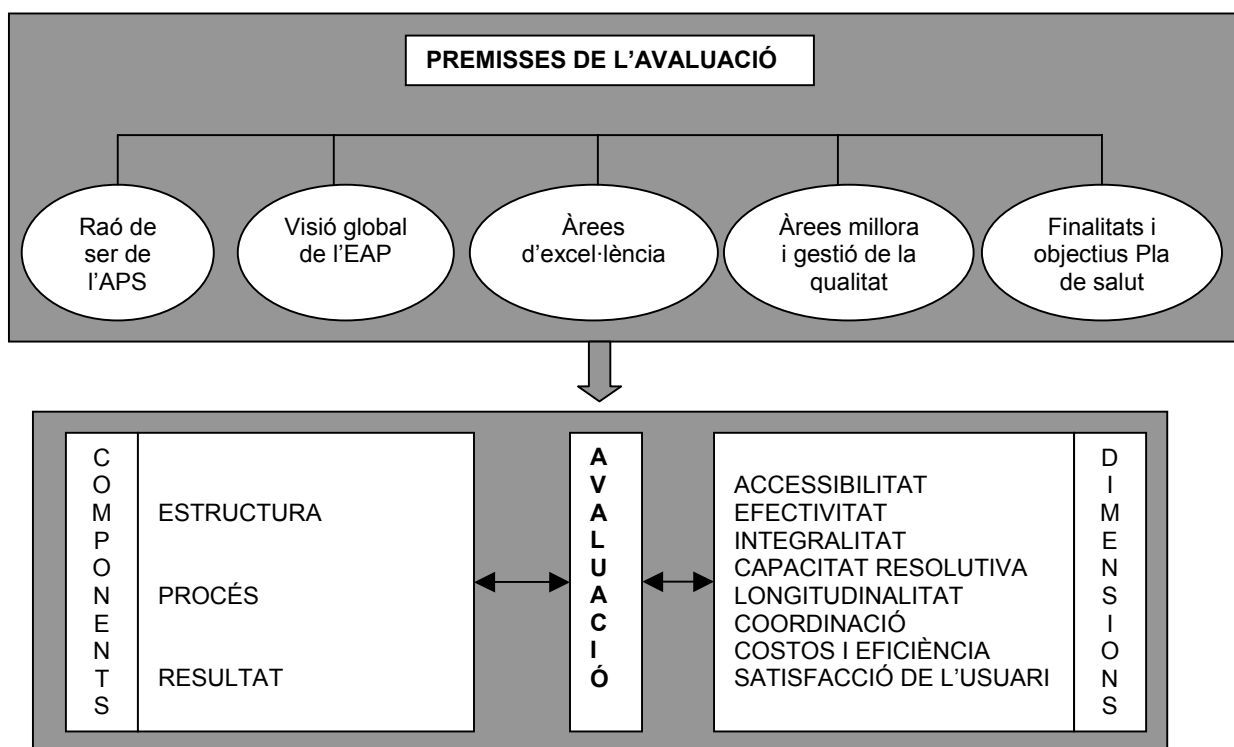 PREMISSES DE L'AVALUACIÓ
Raó de
ser de
l'APS
Visió global
de l'EAP
Àrees
d'excel·lència
Àrees millora
i gestió de la
qualitat
Finalitats i
objectius Pla
de salut
COMPONENTS
ESTRUCTURA
PROCÉS
RESULTAT
AVALUACIÓ
ACCESSIBILITAT
EFECTIVITAT
INTEGRALITAT
CAPACITAT RESOLUTIVA
LONGITUDINALITAT
COORDINACIÓ
COSTOS I EFICIÈNCIA
SATISFACCIÓ DE L'USUARI
DIMENSIONS